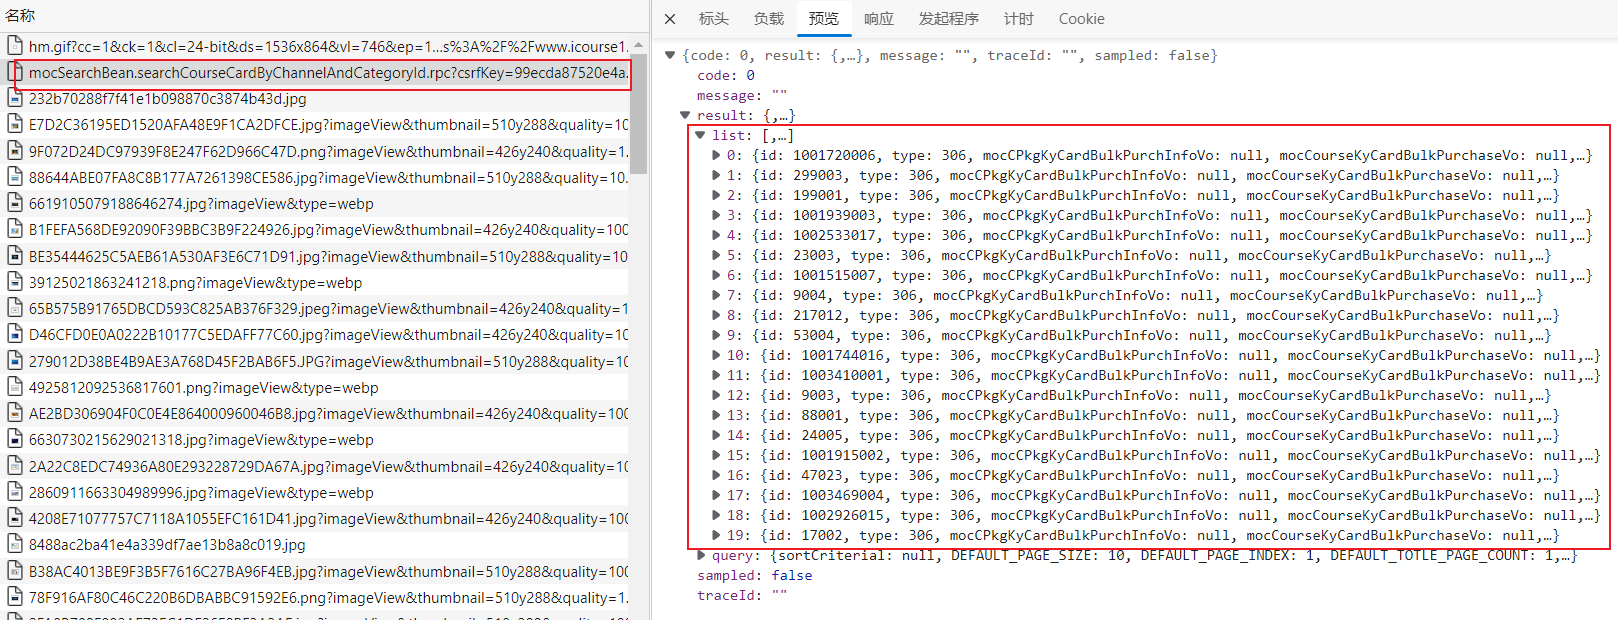 名称
hm.gif?cc=1&ck=1&cl=24-bit&ds=1536x864&vl=746&ep=1...s%3A%2F%2Fwww.icourse1.
mocSearchBean.searchCourseCardByChannelAndCategoryId.rpc?csrfKey=99ecda87520e4a.
232b70288f7f41e1b098870c3874b43d.jpg
E7D2C36195ED1520AFA48E9F1CA2DFCE.jpg?imageView&thumbnail=510y288&quality=10
9F072D24DC97939F8E247F62D966C47D.png?imageView&thumbnail=426y240&quality=1.
88644ABE07FA8C8B177A7261398CE586.jpg?imageView&thumbnail=510y288&quality=10.
6619105079188646274.jpg?imageView&type=webp
B1FEFA568DE92090F39BBC3B9F224926.jpg?imageView&thumbnail=426y240&quality=100
BE35444625C5AEB61A530AF3E6C71D91.jpg?imageView&thumbnail=510y288&quality=10
39125021863241218.png?imageView&type=webp
65B575B91765DBCD593C825AB376F329.jpeg?imageView&thumbnail=426y240&quality=1
D46CFD0E0A0222B10177C5EDAFF77C60.jpg?imageView&thumbnail=426y240&quality=10
279012D38BE4B9AE3A768D45F2BAB6F5.JPG?imageView&thumbnail=510y288&quality=10
4925812092536817601.png?imageView&type=webp
AE2BD306904F0C0E4E864000960046B8.jpg?imageView&thumbnail=426y240&quality=100
6630730215629021318.jpg?imageView&type=webp
2A22C8EDC74936A80E293228729DA67A.jpg?imageView&thumbnail=426y240&quality=10
2860911663304989996.jpg?imageView&type=webp
4208E71077757C7118A1055EFC161D41.jpg?imageView&thumbnail=426y240&quality=100
8488ac2ba41e4a339df7ae13b8a8c019.jpg
B38AC4013BE9F3B5F7616C27BA96F4EB.jpg?imageView&thumbnail=510y288&quality=100
78F916AF80C46C220B6DBABBC91592E6.png?imageView&thumbnail=510y288&quality=1.
标头 负载 预览 响应 发起程序 计时 Cookie
{code: 0, result: {,…}, message: "", traceId: "", sampled: false}
code: 0
message: ""
result: {,…}
list: [,…]
0: {id: 1001720006, type: 306, mocCPkgKyCardBulkPurchInfoVo: null, mocCourseKyCardBulkPurchaseVo: null,…}
1: {id: 299003, type: 306, mocCPkgKyCardBulkPurchInfoVo: null, mocCourseKyCardBulkPurchaseVo: null,…}
2: {id: 199001, type: 306, mocCPkgKyCardBulkPurchInfoVo: null, mocCourseKyCardBulkPurchaseVo: null,…}
3: {id: 1001939003, type: 306, mocCPkgKyCardBulkPurchInfoVo: null, mocCourseKyCardBulkPurchaseVo: null,…}
4: {id: 1002533017, type: 306, mocCPkgKyCardBulkPurchInfoVo: null, mocCourseKyCardBulkPurchaseVo: null,…}
5: {id: 23003, type: 306, mocCPkgKyCardBulkPurchInfoVo: null, mocCourseKyCardBulkPurchaseVo: null,…}
6: {id: 1001515007, type: 306, mocCPkgKyCardBulkPurchInfoVo: null, mocCourseKyCardBulkPurchaseVo: null,…}
7: {id: 9004, type: 306, mocCPkgKyCardBulkPurchInfoVo: null, mocCourseKyCardBulkPurchaseVo: null,…}
8: {id: 217012, type: 306, mocCPkgKyCardBulkPurchInfoVo: null, mocCourseKyCardBulkPurchaseVo: null,…}
9: {id: 53004, type: 306, mocCPkgKyCardBulkPurchInfoVo: null, mocCourseKyCardBulkPurchaseVo: null,…}
10: {id: 1001744016, type: 306, mocCPkgKyCardBulkPurchInfoVo: null, mocCourseKyCardBulkPurchaseVo: null,…}
11: {id: 1003410001, type: 306, mocCPkgKyCardBulkPurchInfoVo: null, mocCourseKyCardBulkPurchaseVo: null,…}
12: {id: 9003, type: 306, mocCPkgKyCardBulkPurchInfoVo: null, mocCourseKyCardBulkPurchaseVo: null,…}
13: {id: 88001, type: 306, mocCPkgKyCardBulkPurchInfoVo: null, mocCourseKyCardBulkPurchaseVo: null,…}
14: {id: 24005, type: 306, mocCPkgKyCardBulkPurchInfoVo: null, mocCourseKyCardBulkPurchaseVo: null,…}
15: {id: 1001915002, type: 306, mocCPkgKyCardBulkPurchInfoVo: null, mocCourseKyCardBulkPurchaseVo: null,…}
16: {id: 47023, type: 306, mocCPkgKyCardBulkPurchInfoVo: null, mocCourseKyCardBulkPurchaseVo: null,…}
17: {id: 1003469004, type: 306, mocCPkgKyCardBulkPurchInfoVo: null, mocCourseKyCardBulkPurchaseVo: null,…}
18: {id: 1002926015, type: 306, mocCPkgKyCardBulkPurchInfoVo: null, mocCourseKyCardBulkPurchaseVo: null,…}
19: {id: 17002, type: 306, mocCPkgKyCardBulkPurchInfoVo: null, mocCourseKyCardBulkPurchaseVo: null,…}
query: {sortCriterial: null, DEFAULT_PAGE_SIZE: 10, DEFAULT_PAGE_INDEX: 1, DEFAULT_TOTLE_PAGE_COUNT: 1,…}
sampled: false
traceId: ""